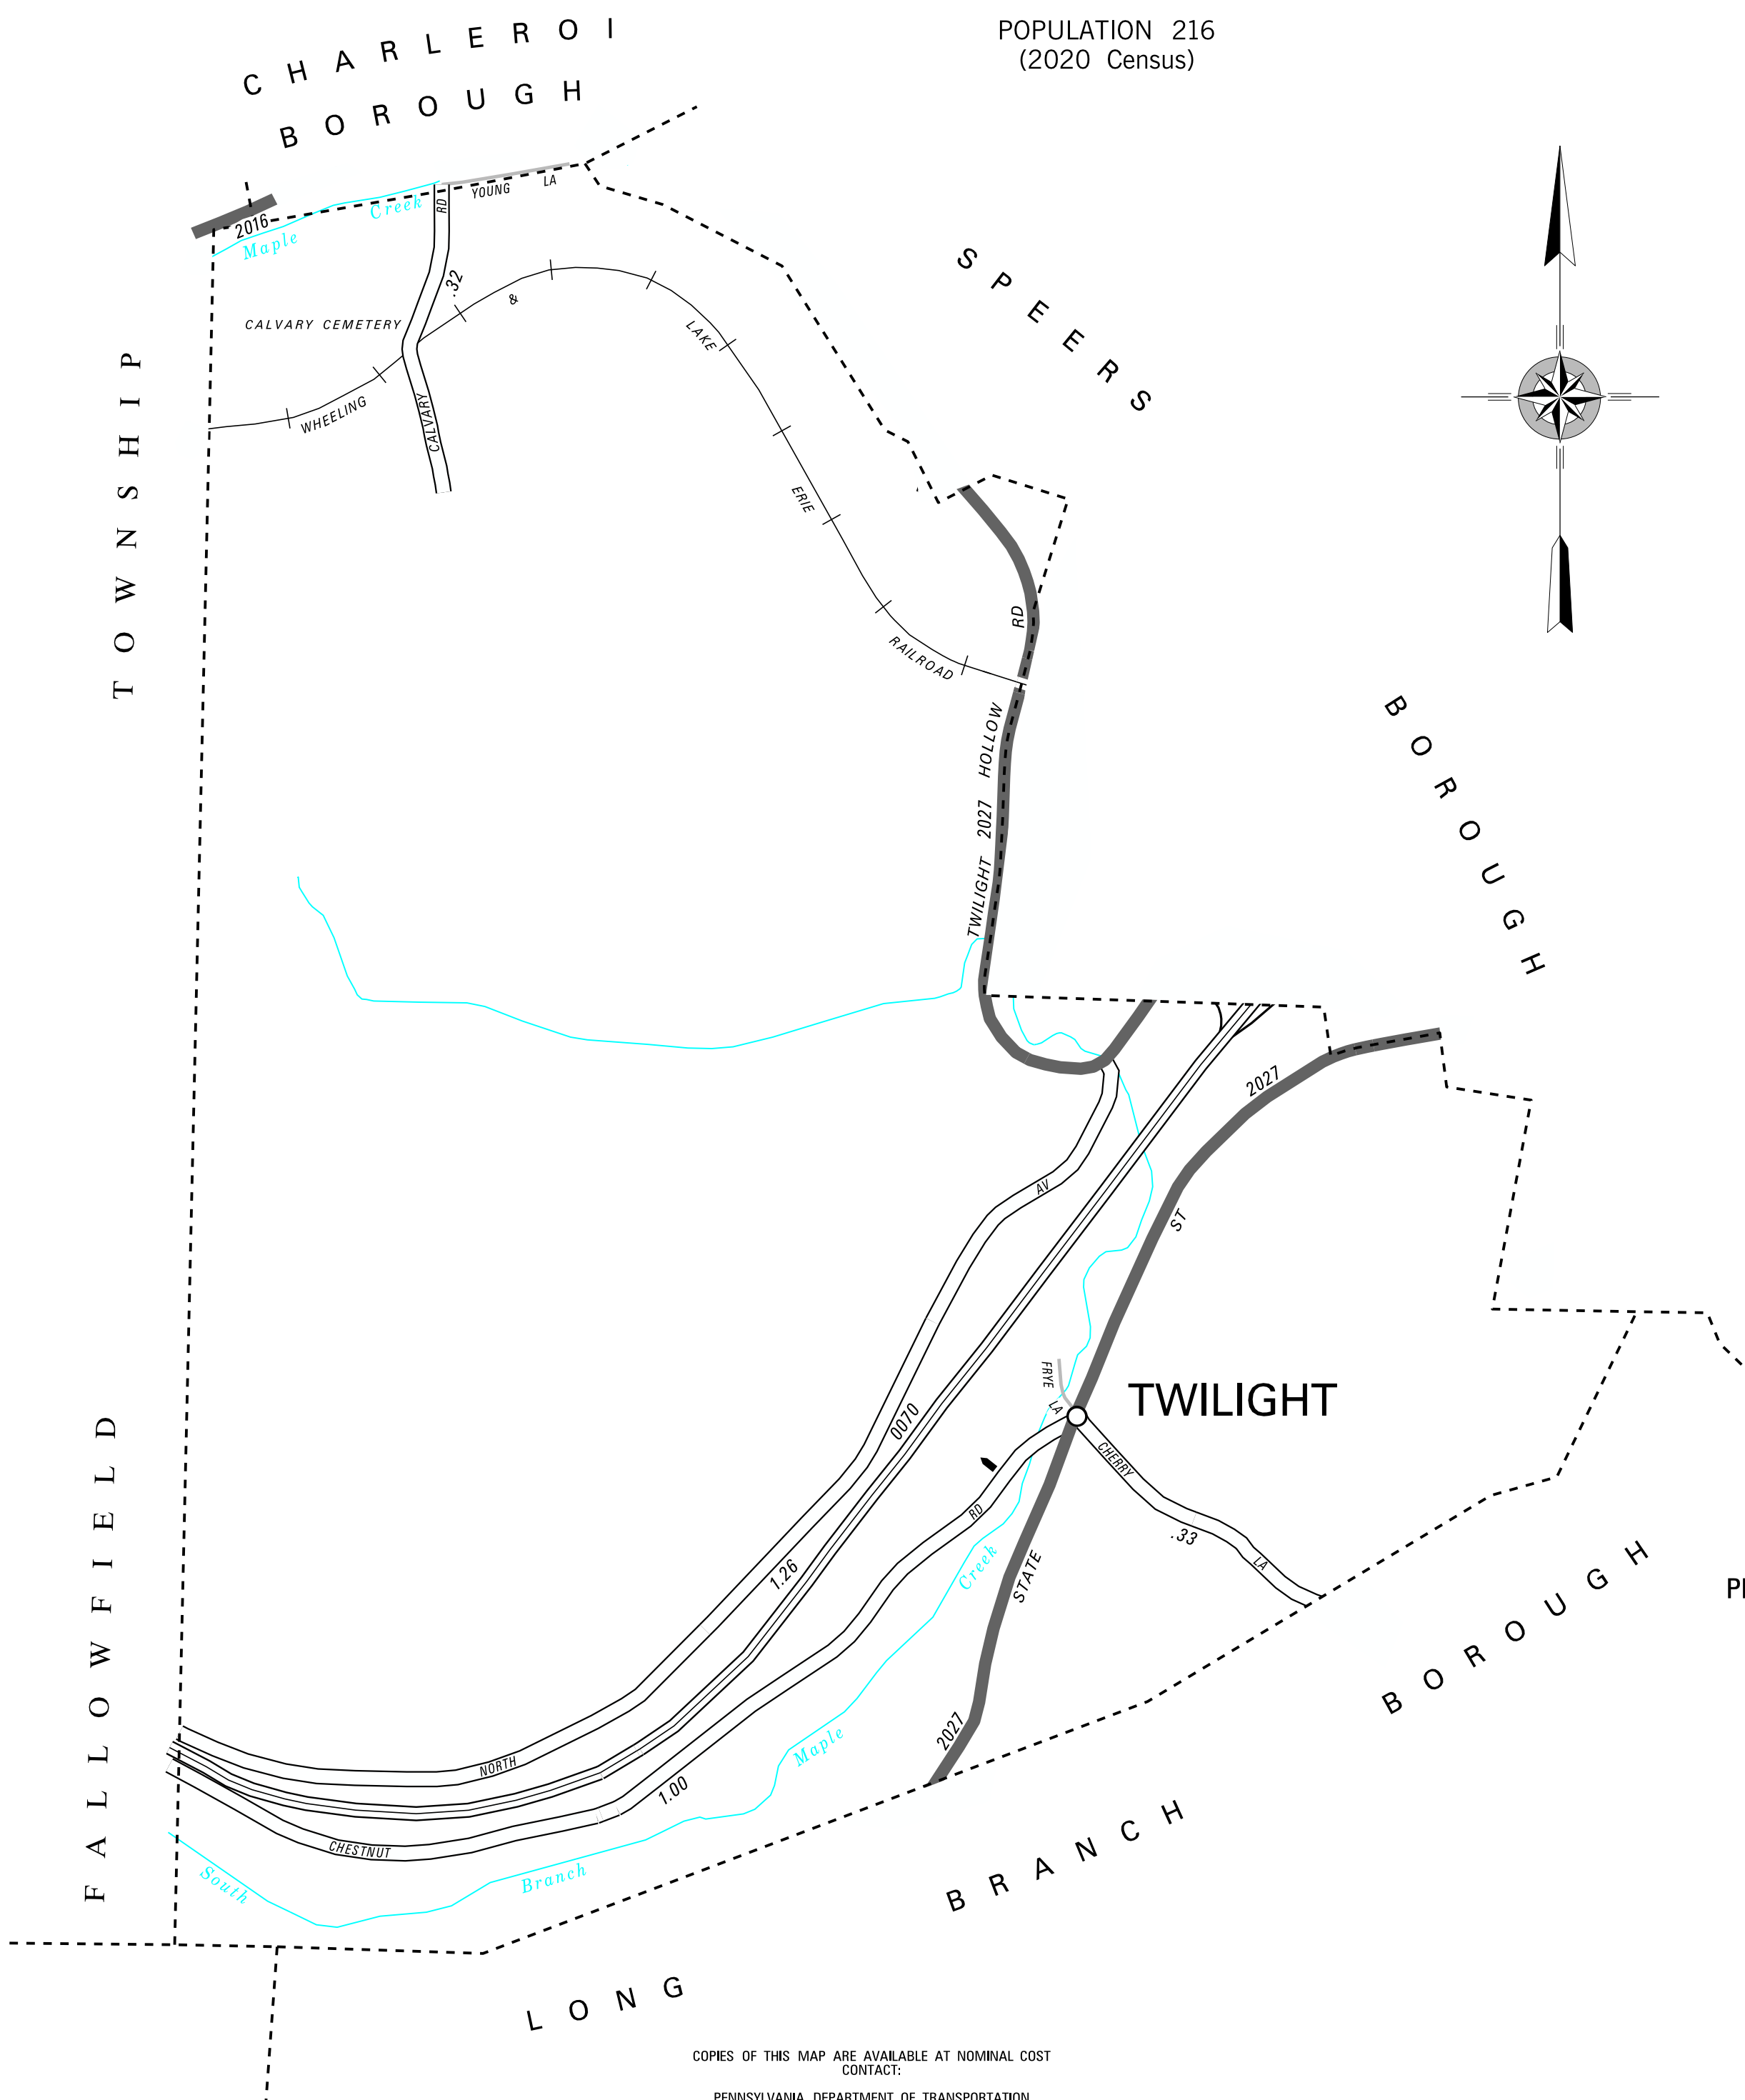 POPULATION 216
(2020 Census)
CHARLEROI
BOROUGH
YOUNG LA
2016
Maple Creek
RD
.32
CALVARY CEMETERY
CALVARY
WHEELING & LAKE ERIE RAILROAD
SPEERS
BOROUGH
TOWNSHIP
RD
TWILIGHT 2027 HOLLOW
2027
AV
ST
FRYE
LA
TWILIGHT
0070
CHERRY
.33
LA
RD
1.26
Creek
STATE
2027
Maple
NORTH
1.00
CHESTNUT
South
Branch
FALLOWFIELD
BOROUGH
BRANCH
LONG
COPIES OF THIS MAP ARE AVAILABLE AT NOMINAL COST
CONTACT:
PENNSYLVANIA DEPARTMENT OF TRANSPORTATION